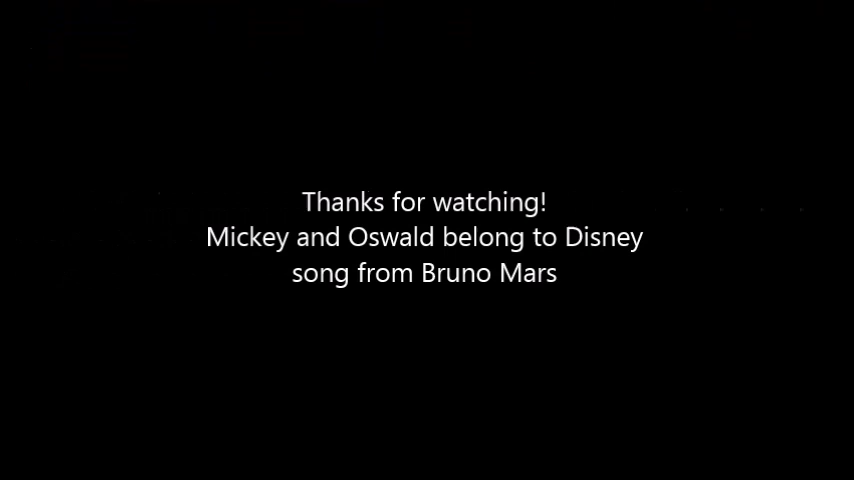 Thanks for watching!
Mickey and Oswald belong to Disney
song from Bruno Mars